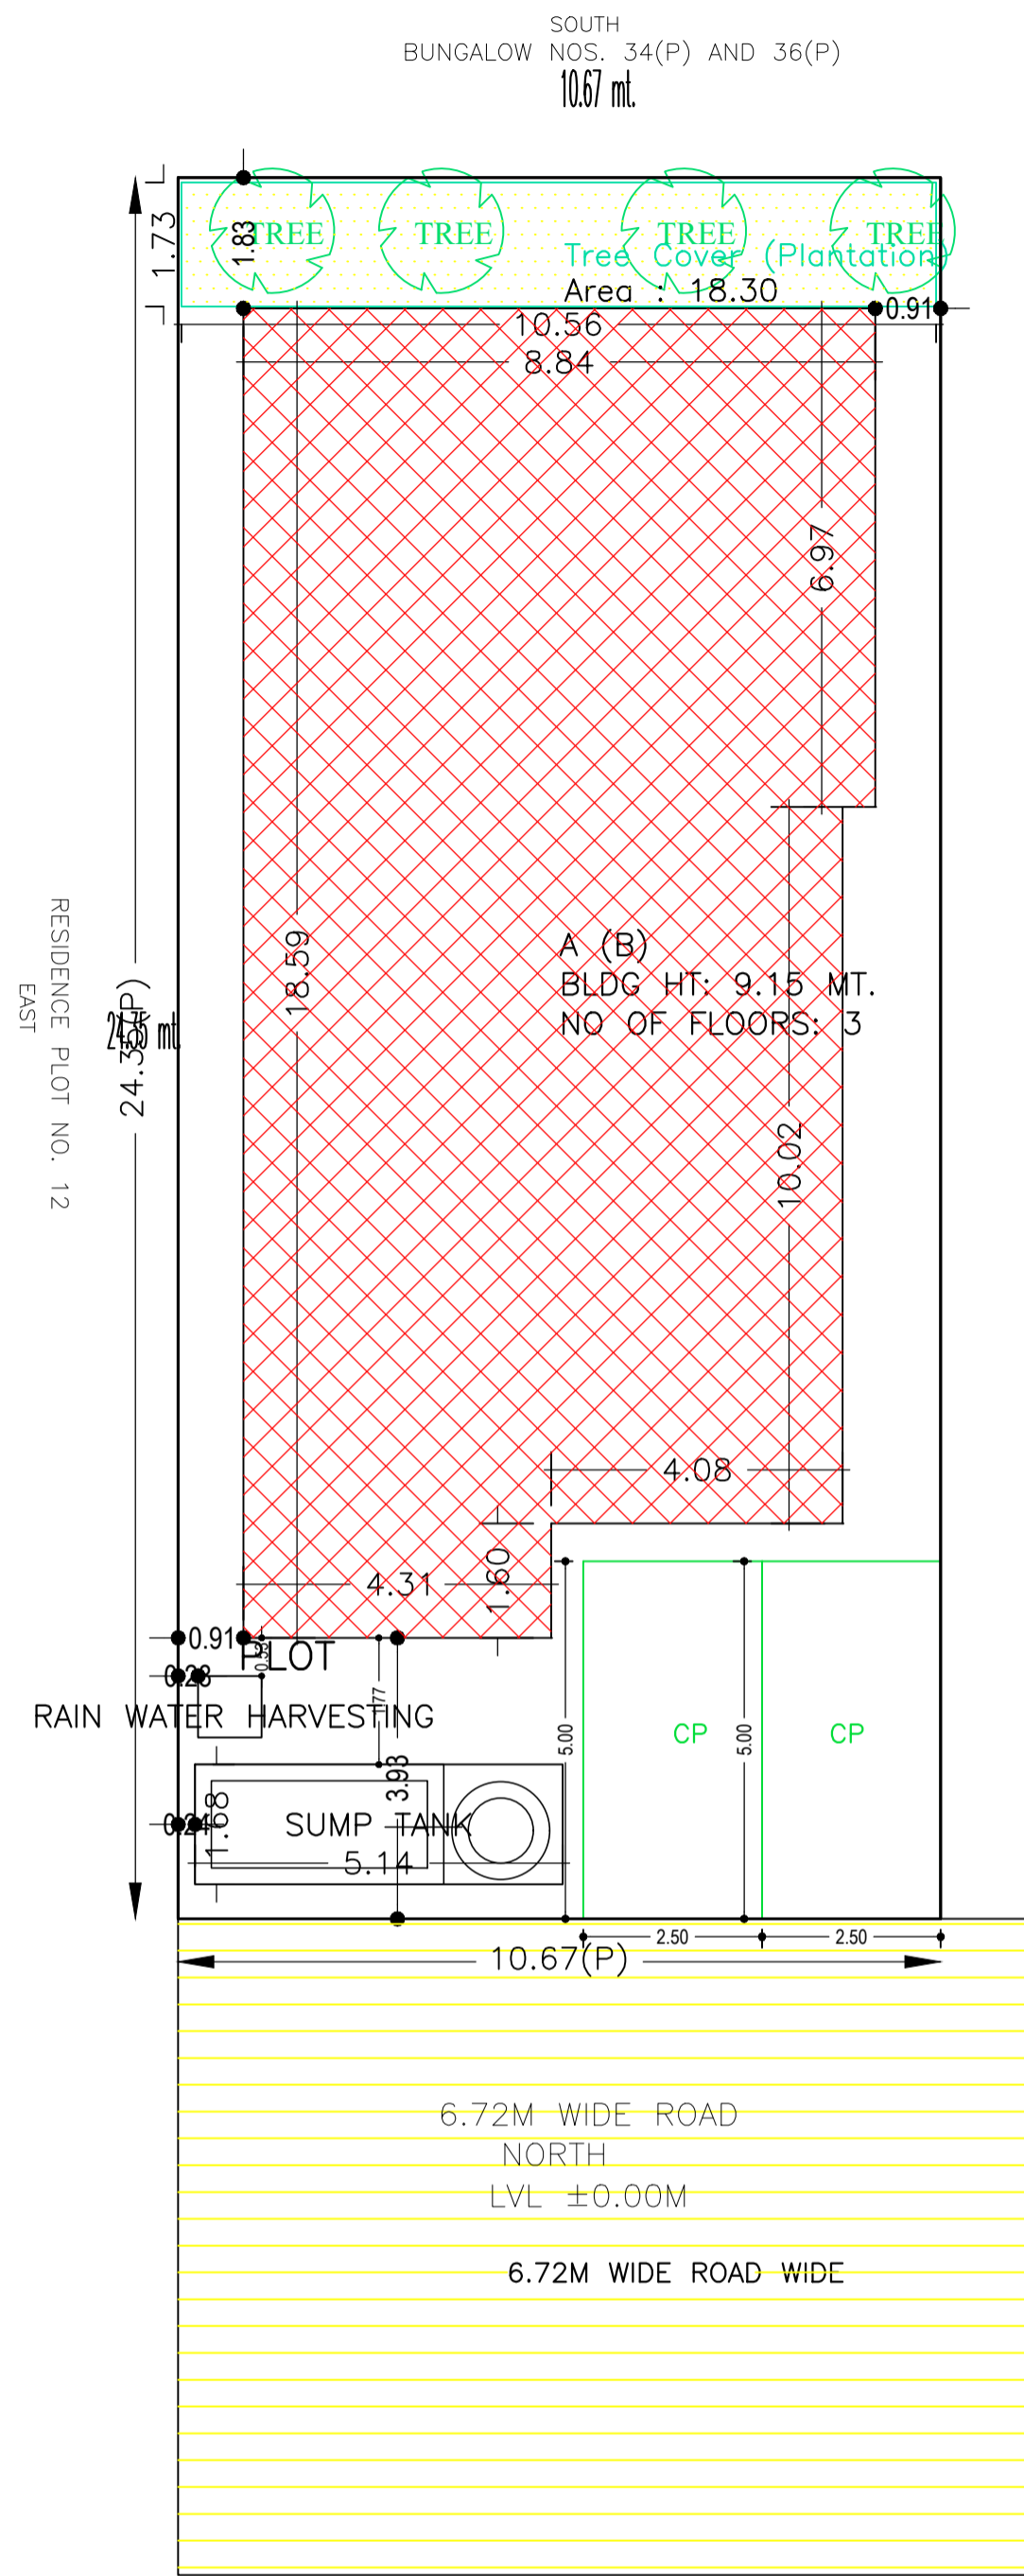 SOUTH
BUNGALOW NOS. 34(P) AND 36(P)
10.67 mt.
1.73
1.83
TREE
TREE
TREE
TREE
Tree Cover (Plantation)
Area : 18.30
0.91
10.56
8.84
6.97
18.59
A (B)
BLDG HT: 9.15 MT.
NO OF FLOORS: 3
RESIDENCE PLOT NO. 12
EAST
mt
10.02
4.08
1.60
4.31
0.91
PLOT
RAIN WATER HARVESTING
3.93
5.00
5.00
CP
CP
1.68
SUMP TANK
5.14
2.50
2.50
10.67(P)
6.72M WIDE ROAD
NORTH
LVL ±0.00M
6.72M WIDE ROAD WIDE